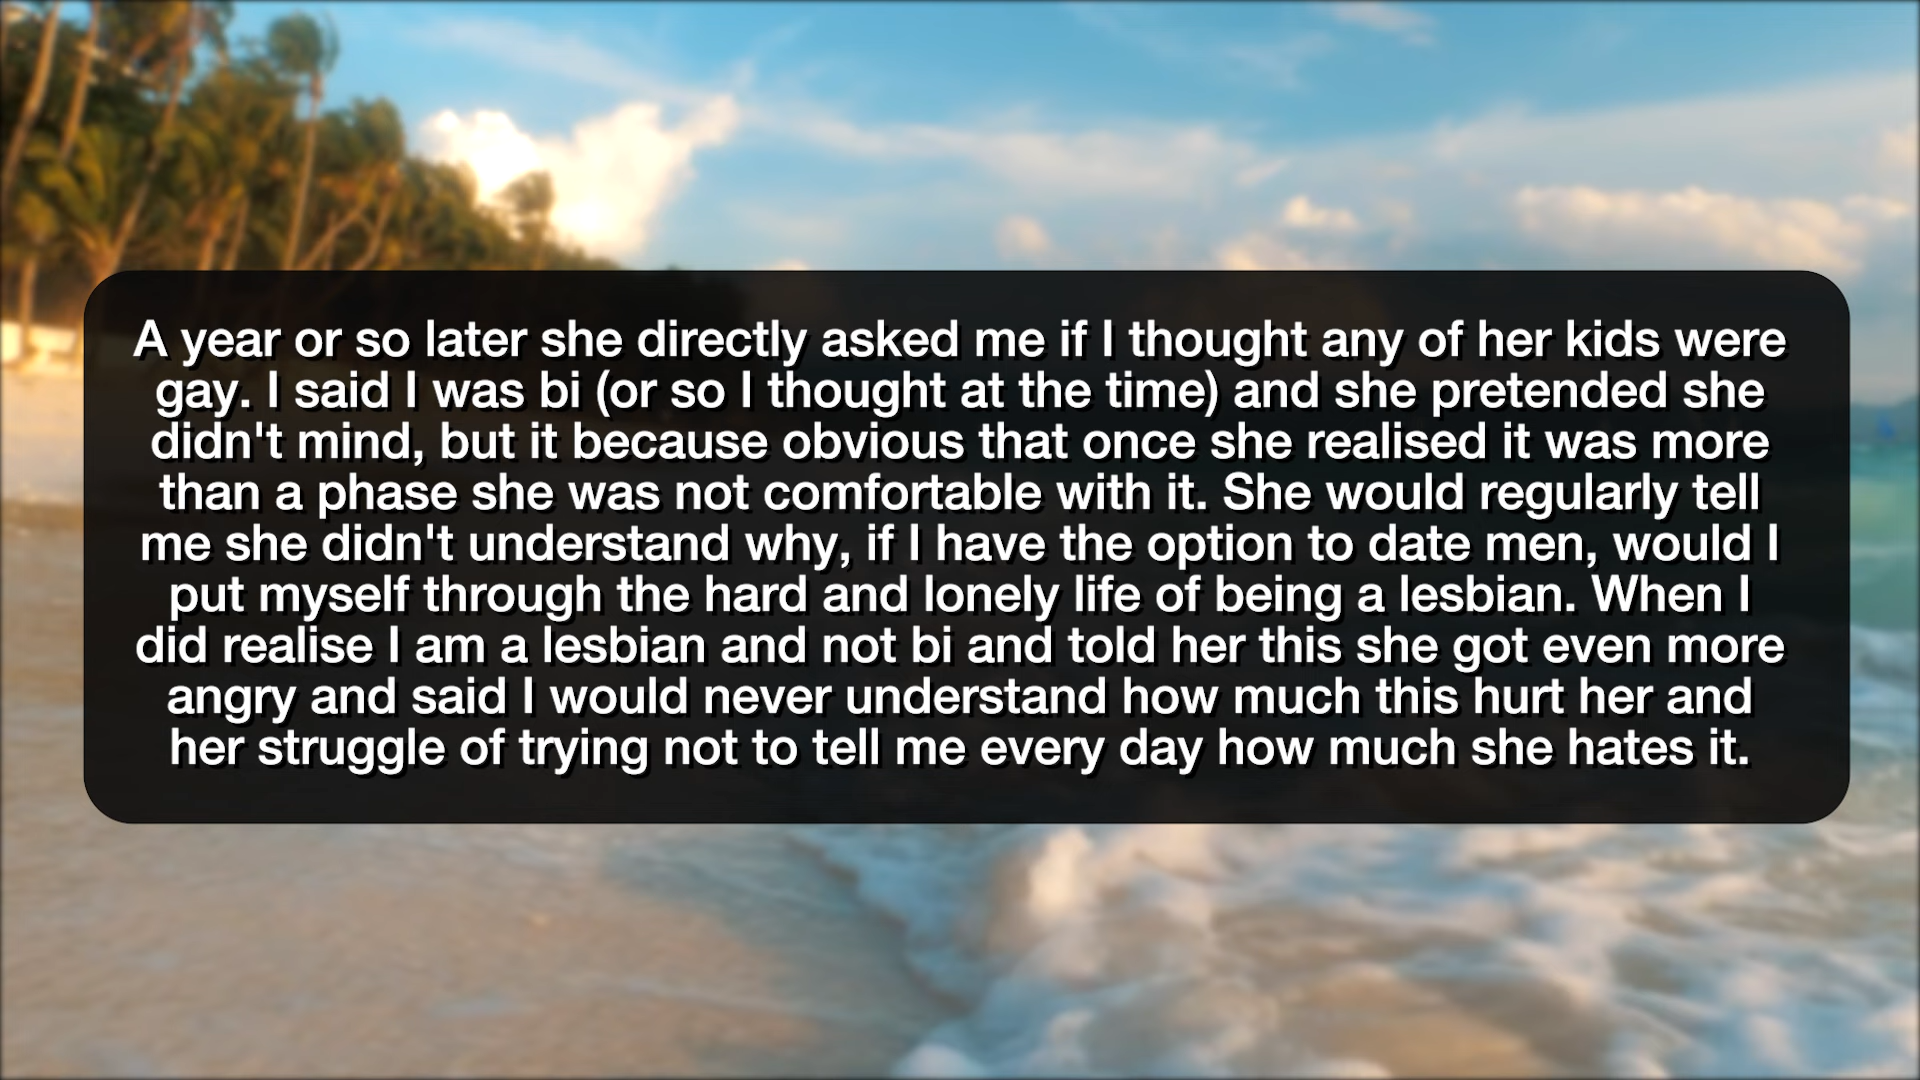 A year or so later she directly asked me if I thought any of her kids were
gay. I said I was bi (or so I thought at the time) and she pretended she
didn't mind, but it because obvious that once she realised it was more
than a phase she was not comfortable with it. She would regularly tell
me she didn't understand why, if I have the option to date men, would I
put myself through the hard and lonely life of being a lesbian. When I
did realise I am a lesbian and not bi and told her this she got even more
angry and said I would never understand how much this hurt her and
her struggle of trying not to tell me every day how much she hates it.